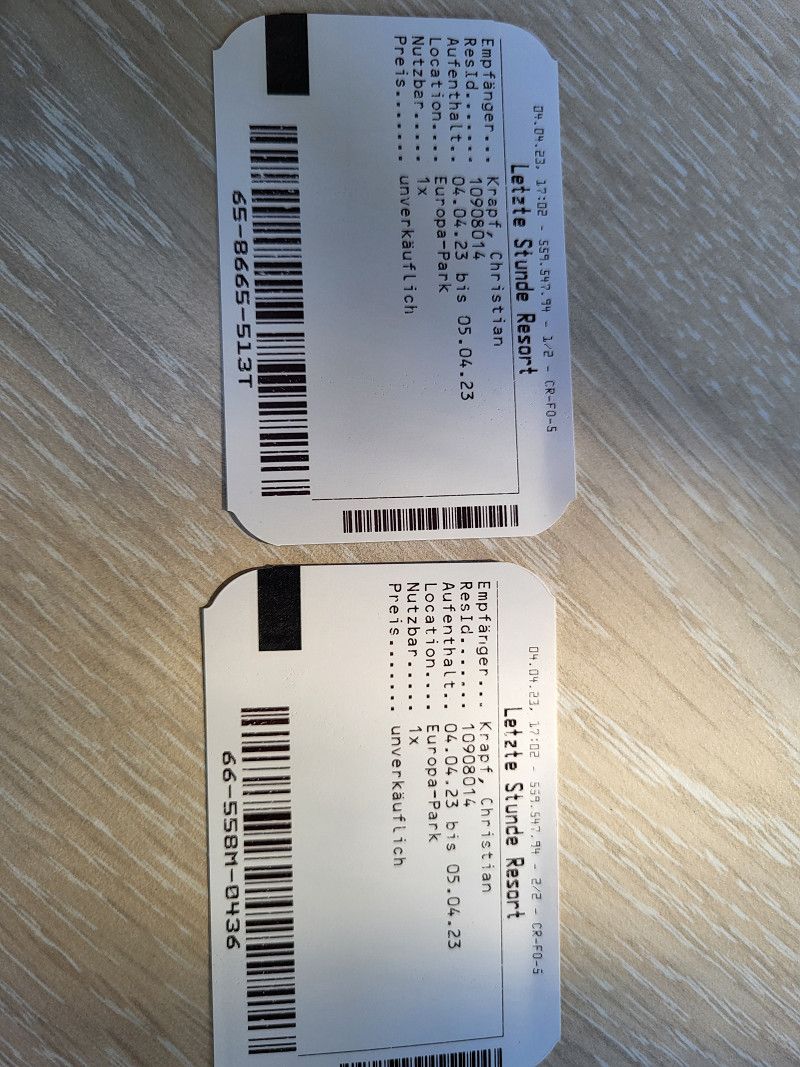 04.04.23, 17:02 - 559.547.94 - 1/2 - CR-FO-5
Letzte Stunde Resort
Empfänger... Krapf, Christian
ResId....... 10908014
Aufenthalt.. 04.04.23 bis 05.04.23
Location.... Europa-Park
Nutzbar..... 1x
Preis....... unverkäuflich
65-8665-513T
04.04.23, 17:02 - 559.547.94 - 2/2 - CR-FO-5
Letzte Stunde Resort
Empfänger... Krapf, Christian
ResId....... 10908014
Aufenthalt.. 04.04.23 bis 05.04.23
Location.... Europa-Park
Nutzbar..... 1x
Preis....... unverkäuflich
66-558M-0436